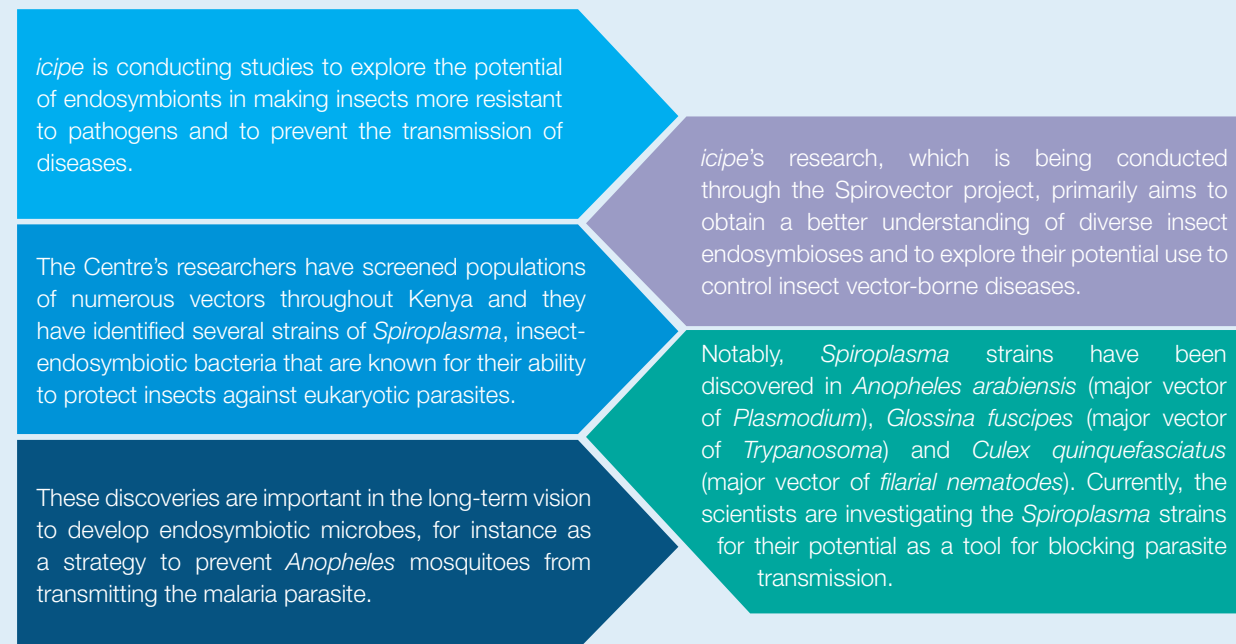 icipe is conducting studies to explore the potential
of endosymbionts in making insects more resistant
to pathogens and to prevent the transmission of
diseases.
icipe's research, which is being conducted
through the Spirovector project, primarily aims to
obtain a better understanding of diverse insect
endosymbioses and to explore their potential use to
control insect vector-borne diseases.
The Centre's researchers have screened populations
of numerous vectors throughout Kenya and they
have identified several strains of Spiroplasma, insect-
endosymbiotic bacteria that are known for their ability
to protect insects against eukaryotic parasites.
Notably, Spiroplasma strains have been
discovered in Anopheles arabiensis (major vector
of Plasmodium), Glossina fuscipes (major vector
of Trypanosoma) and Culex quinquefasciatus
(major vector of filarial nematodes). Currently, the
scientists are investigating the Spiroplasma strains
for their potential as a tool for blocking parasite
transmission.
These discoveries are important in the long-term vision
to develop endosymbiotic microbes, for instance as
a strategy to prevent Anopheles mosquitoes from
transmitting the malaria parasite.